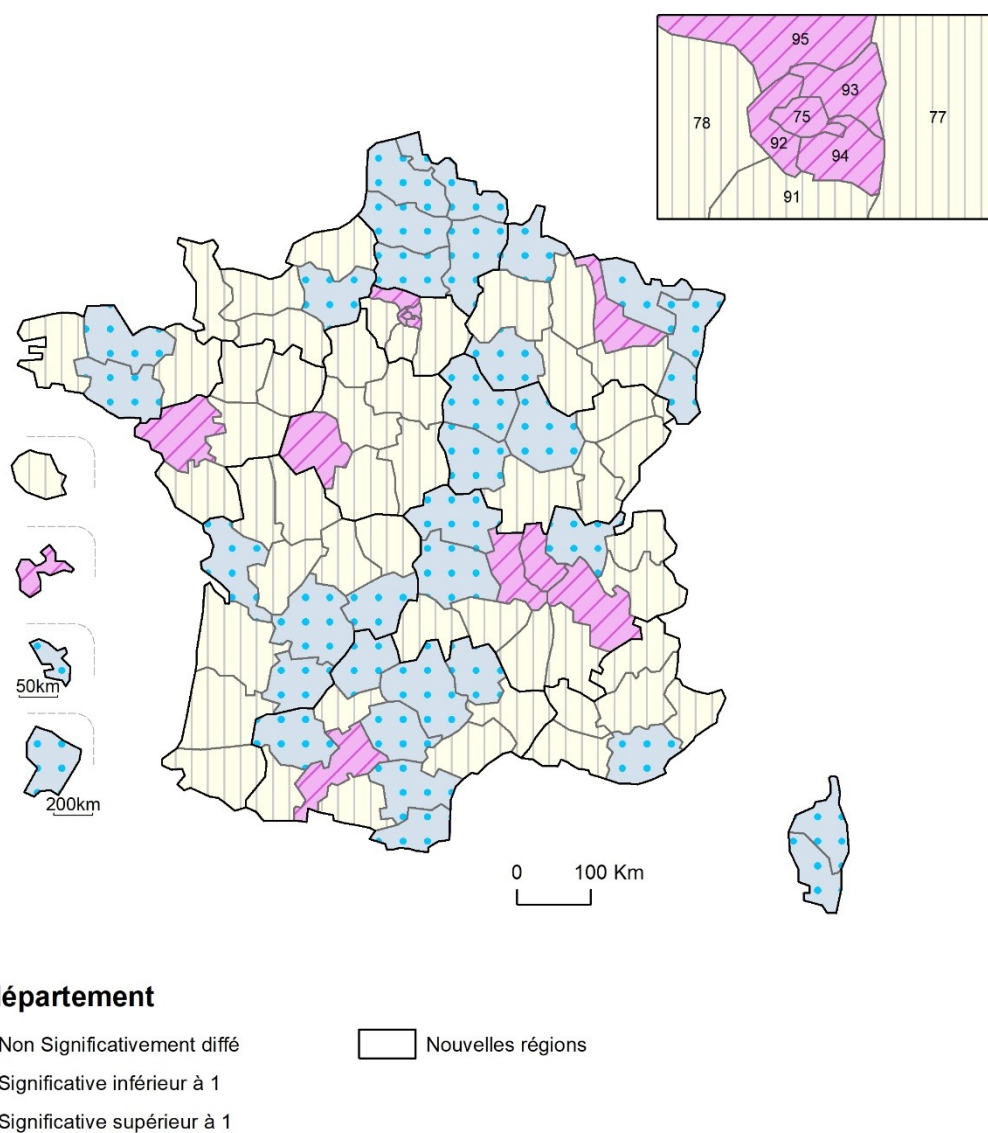 95
93
75
78
77
92
94
91
50km
200km
0 100 Km
département
Non Significativement diffé
Nouvelles régions
Significative inférieur à 1
Significative supérieur à 1